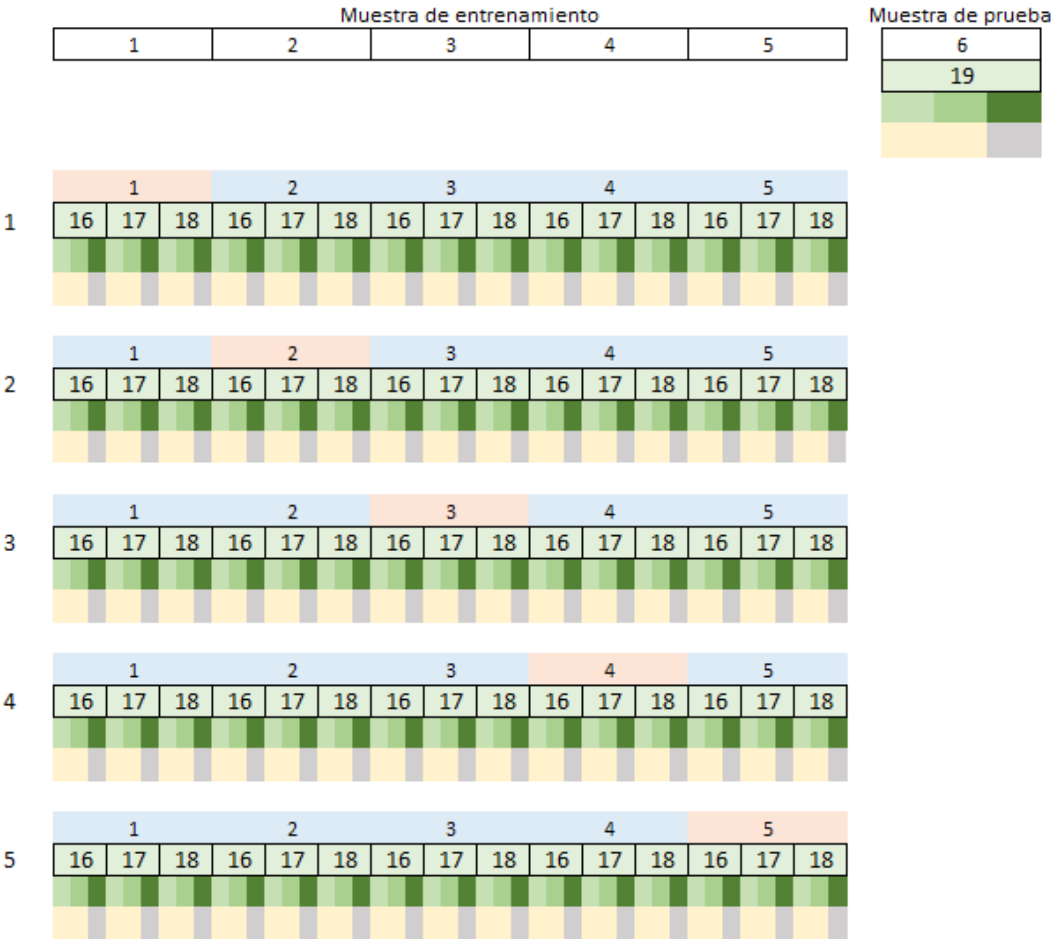 Muestra de entrenamiento Muestra de prueba
1 2 3 4 5 6
19
1 2 3 4 5
1 16 17 18 16 17 18 16 17 18 16 17 18 16 17 18
1 2 3 4 5
2 16 17 18 16 17 18 16 17 18 16 17 18 16 17 18
1 2 3 4 5
3 16 17 18 16 17 18 16 17 18 16 17 18 16 17 18
1 2 3 4 5
4 16 17 18 16 17 18 16 17 18 16 17 18 16 17 18
1 2 3 4 5
5 16 17 18 16 17 18 16 17 18 16 17 18 16 17 18